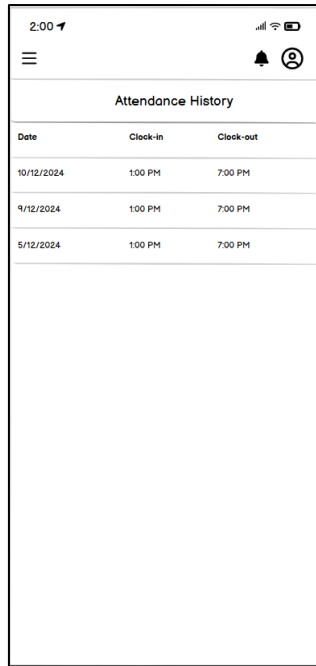 2:00
Attendance History
Date Clock-in Clock-out
10/12/2024 1:00 PM 7:00 PM
9/12/2024 1:00 PM 7:00 PM
5/12/2024 1:00 PM 7:00 PM